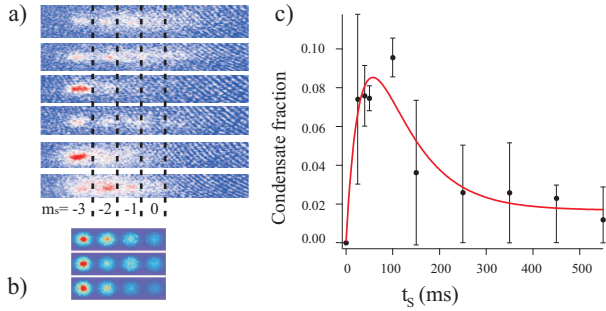 a)
mₛ= -3 -2 -1 0
b)
c)
Condensate fraction
0.10
0.08
0.06
0.04
0.02
0.00
0 100 200 300 400 500
tS (ms)